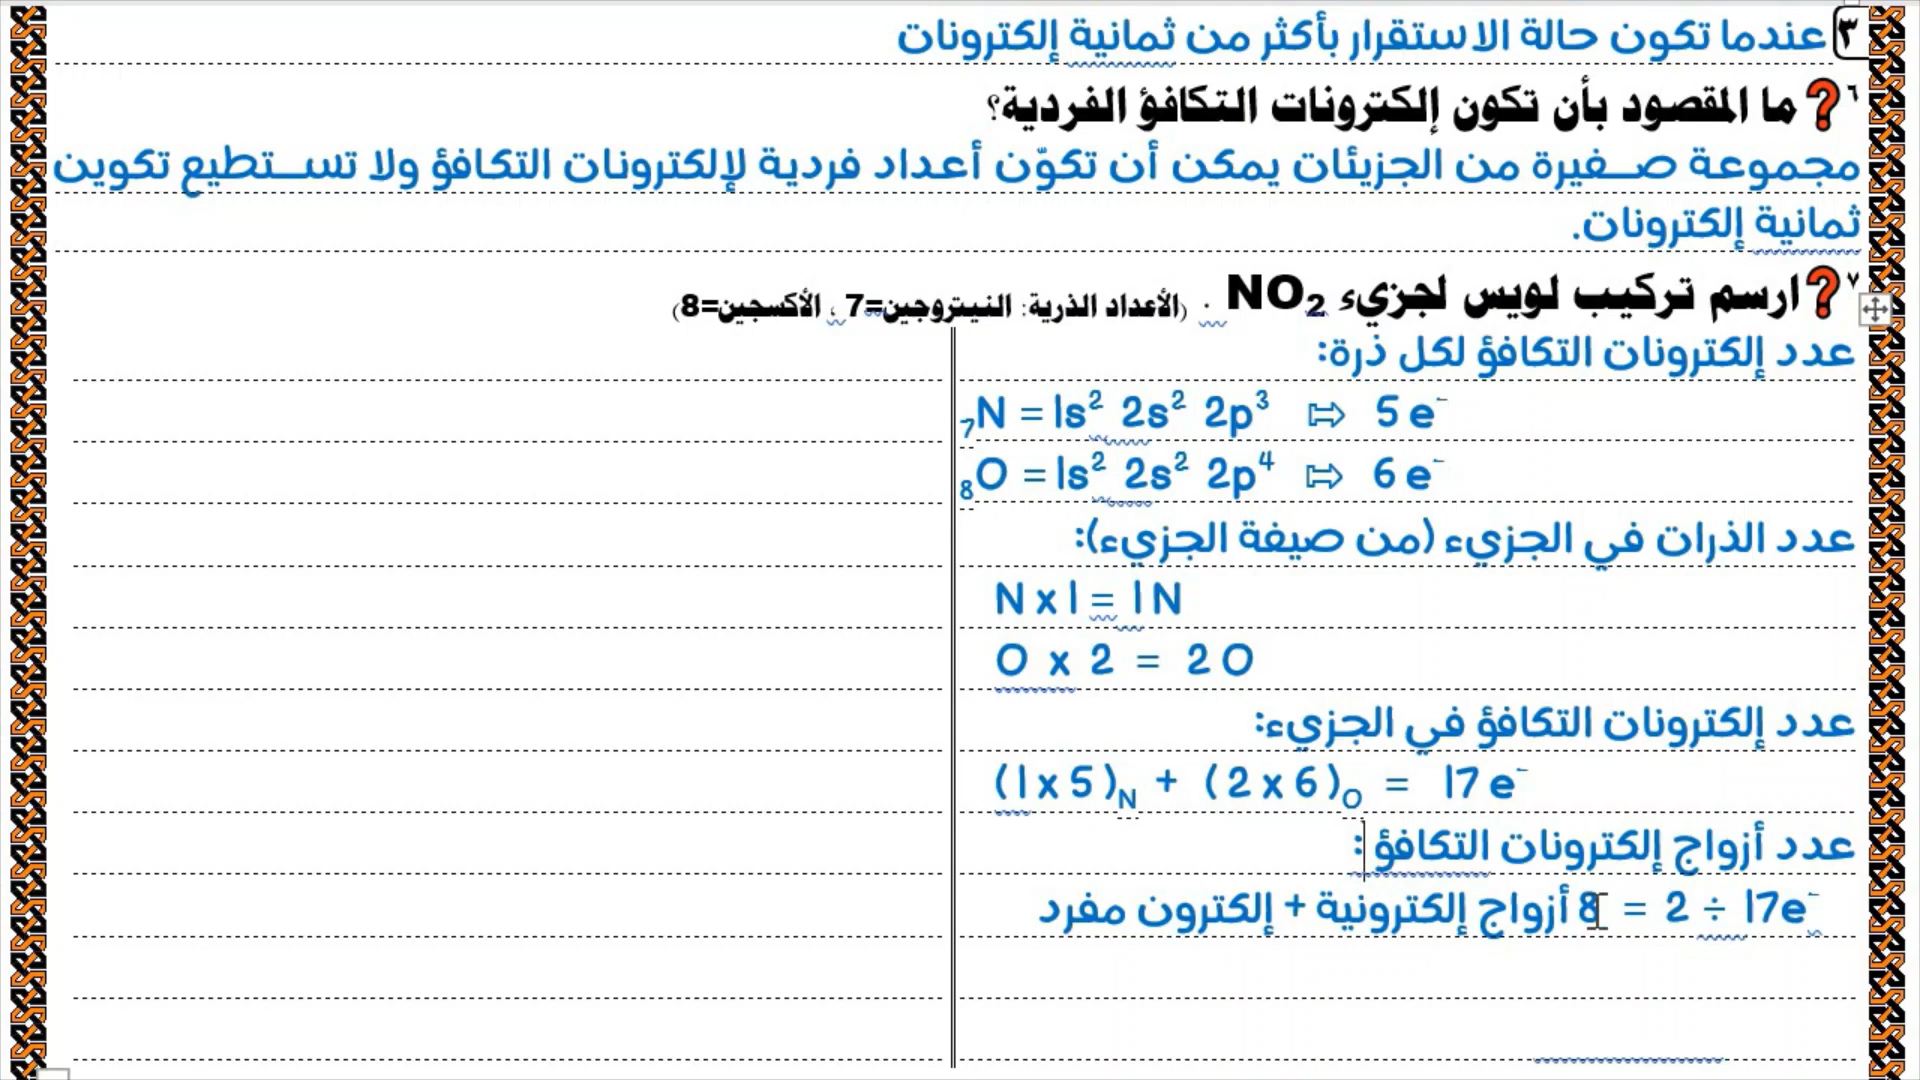 ٣ عندما تكون حالة الاستقرار بأكثر من ثمانية إلكترونات
٦ ❓ ما المقصود بأن تكون إلكترونات التكافؤ الفردية؟
مجموعة صـغيرة من الجزيئات يمكن أن تكوّن أعداد فردية لإلكترونات التكافؤ ولا تسـتطيع تكوين
ثمانية إلكترونات.
٧ ❓ ارسم تركيب لويس لجزيء NO₂ . (الأعداد الذرية: النيتروجين=7 ، الأكسجين=8)
عدد إلكترونات التكافؤ لكل ذرة:
₇N = 1s² 2s² 2p³ ⇰ 5 e⁻
₈O = 1s² 2s² 2p⁴ ⇰ 6 e⁻
عدد الذرات في الجزيء (من صيغة الجزيء):
N x 1 = 1 N
O x 2 = 2 O
عدد إلكترونات التكافؤ في الجزيء:
(1 x 5)N + (2 x 6)O = 17 e⁻
عدد أزواج إلكترونات التكافؤ :
17e⁻ ÷ 2 = 8 أزواج إلكترونية + إلكترون مفرد